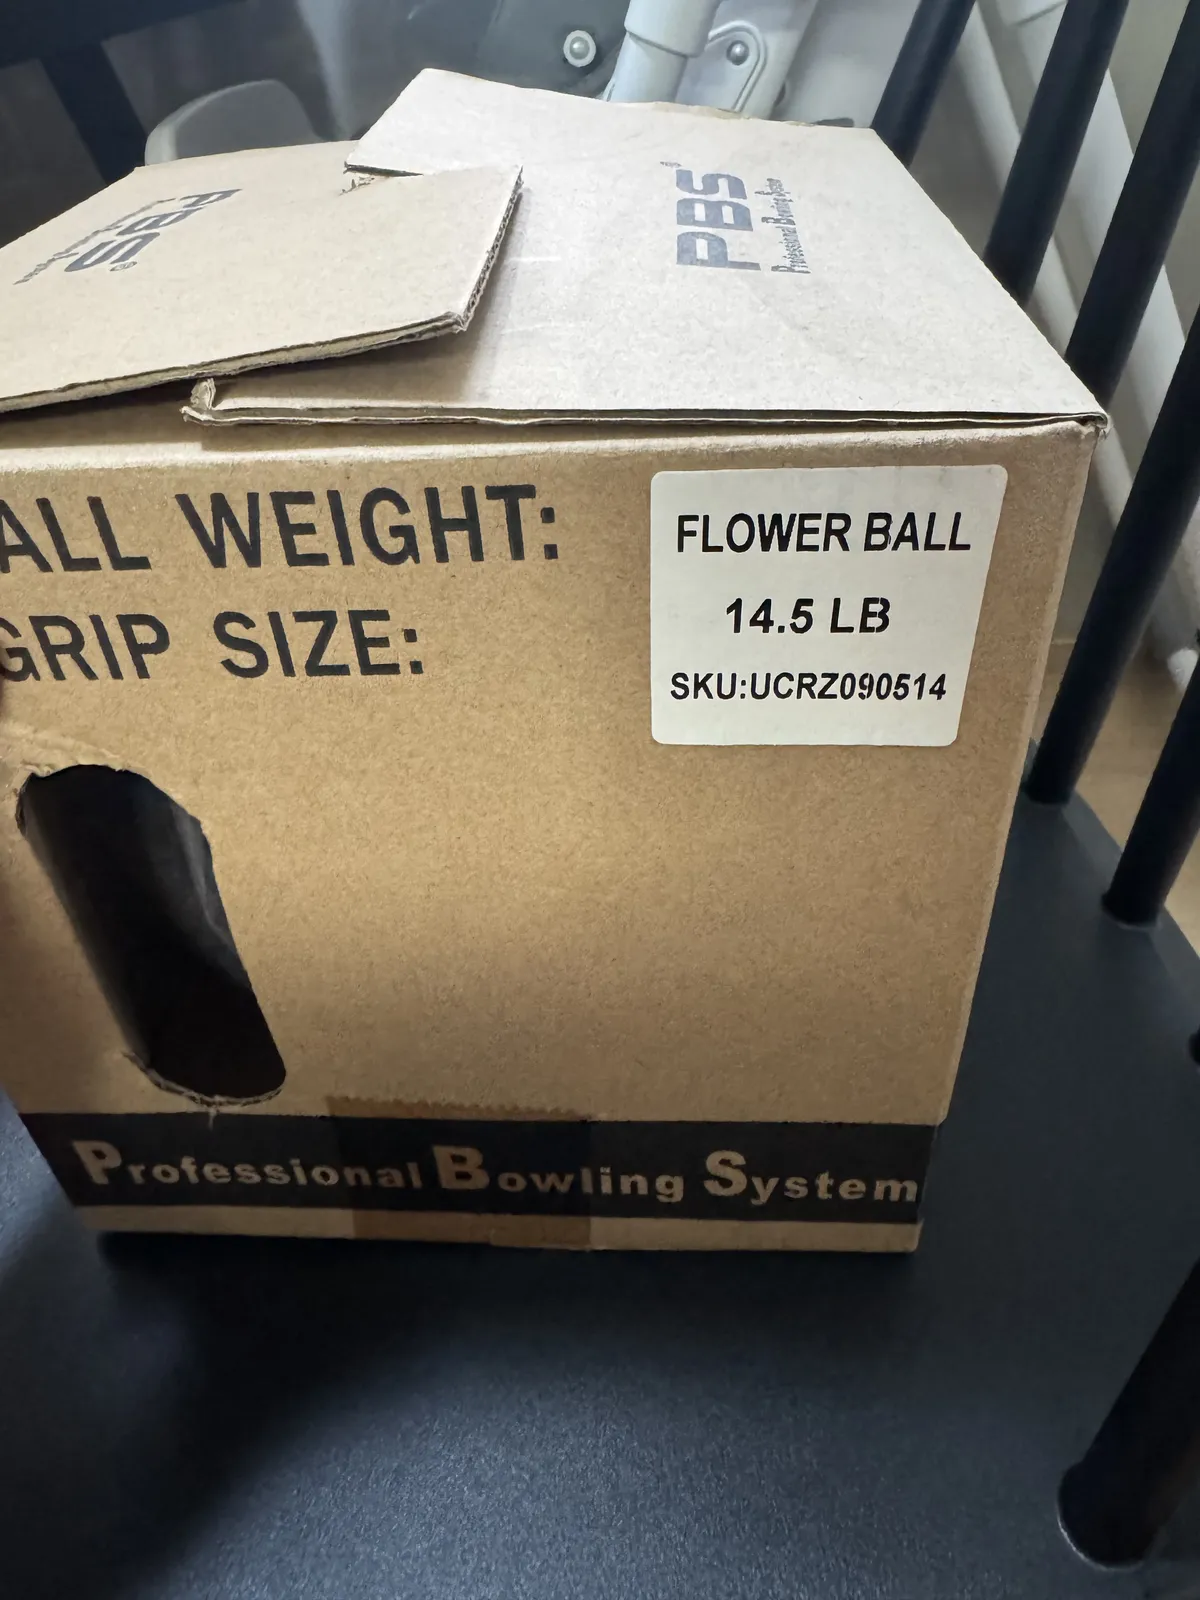 PBS®
PBS®
Professional Bowling System
ALL WEIGHT:
GRIP SIZE:
FLOWER BALL
14.5 LB
SKU:UCRZ090514
Professional Bowling System